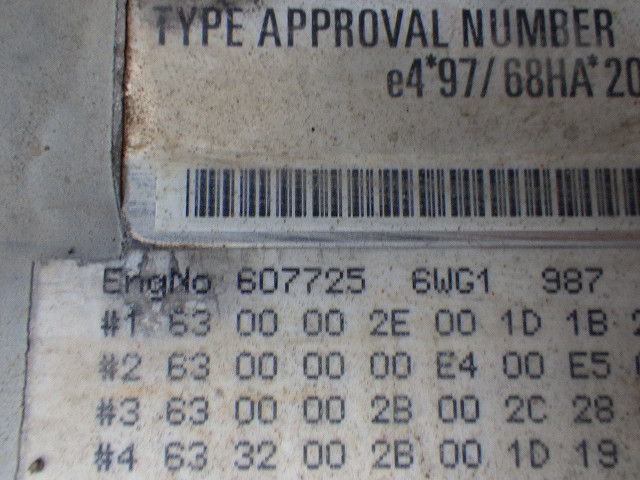 TYPE APPROVAL NUMBER
e4*97/68HA*20
EngNo 607725 6WG1 987
#1 63 00 00 2E 00 1D 1B
#2 63 00 00 00 E4 00 E5
#3 63 00 00 2B 00 2C 28
#4 63 32 00 2B 00 1D 19